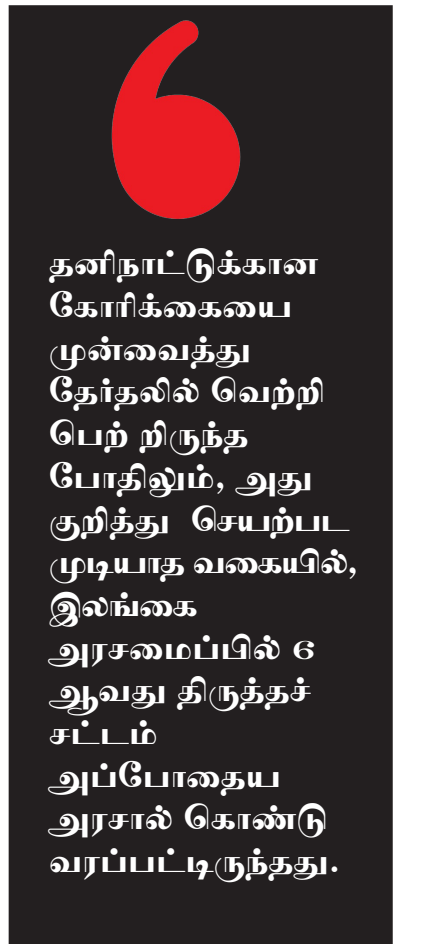 தனிநாட்டுக்கான
கோரிக்கையை
முன்வைத்து
தேர்தலில் வெற்றி
பெற் றிருந்த
போதிலும், அது
குறித்து செயற்பட
முடியாத வகையில்,
இலங்கை
அரசமைப்பில் 6
ஆவது திருத்தச்
சட்டம்
அப்போதைய
அரசால் கொண்டு
வரப்பட்டிருந்தது.